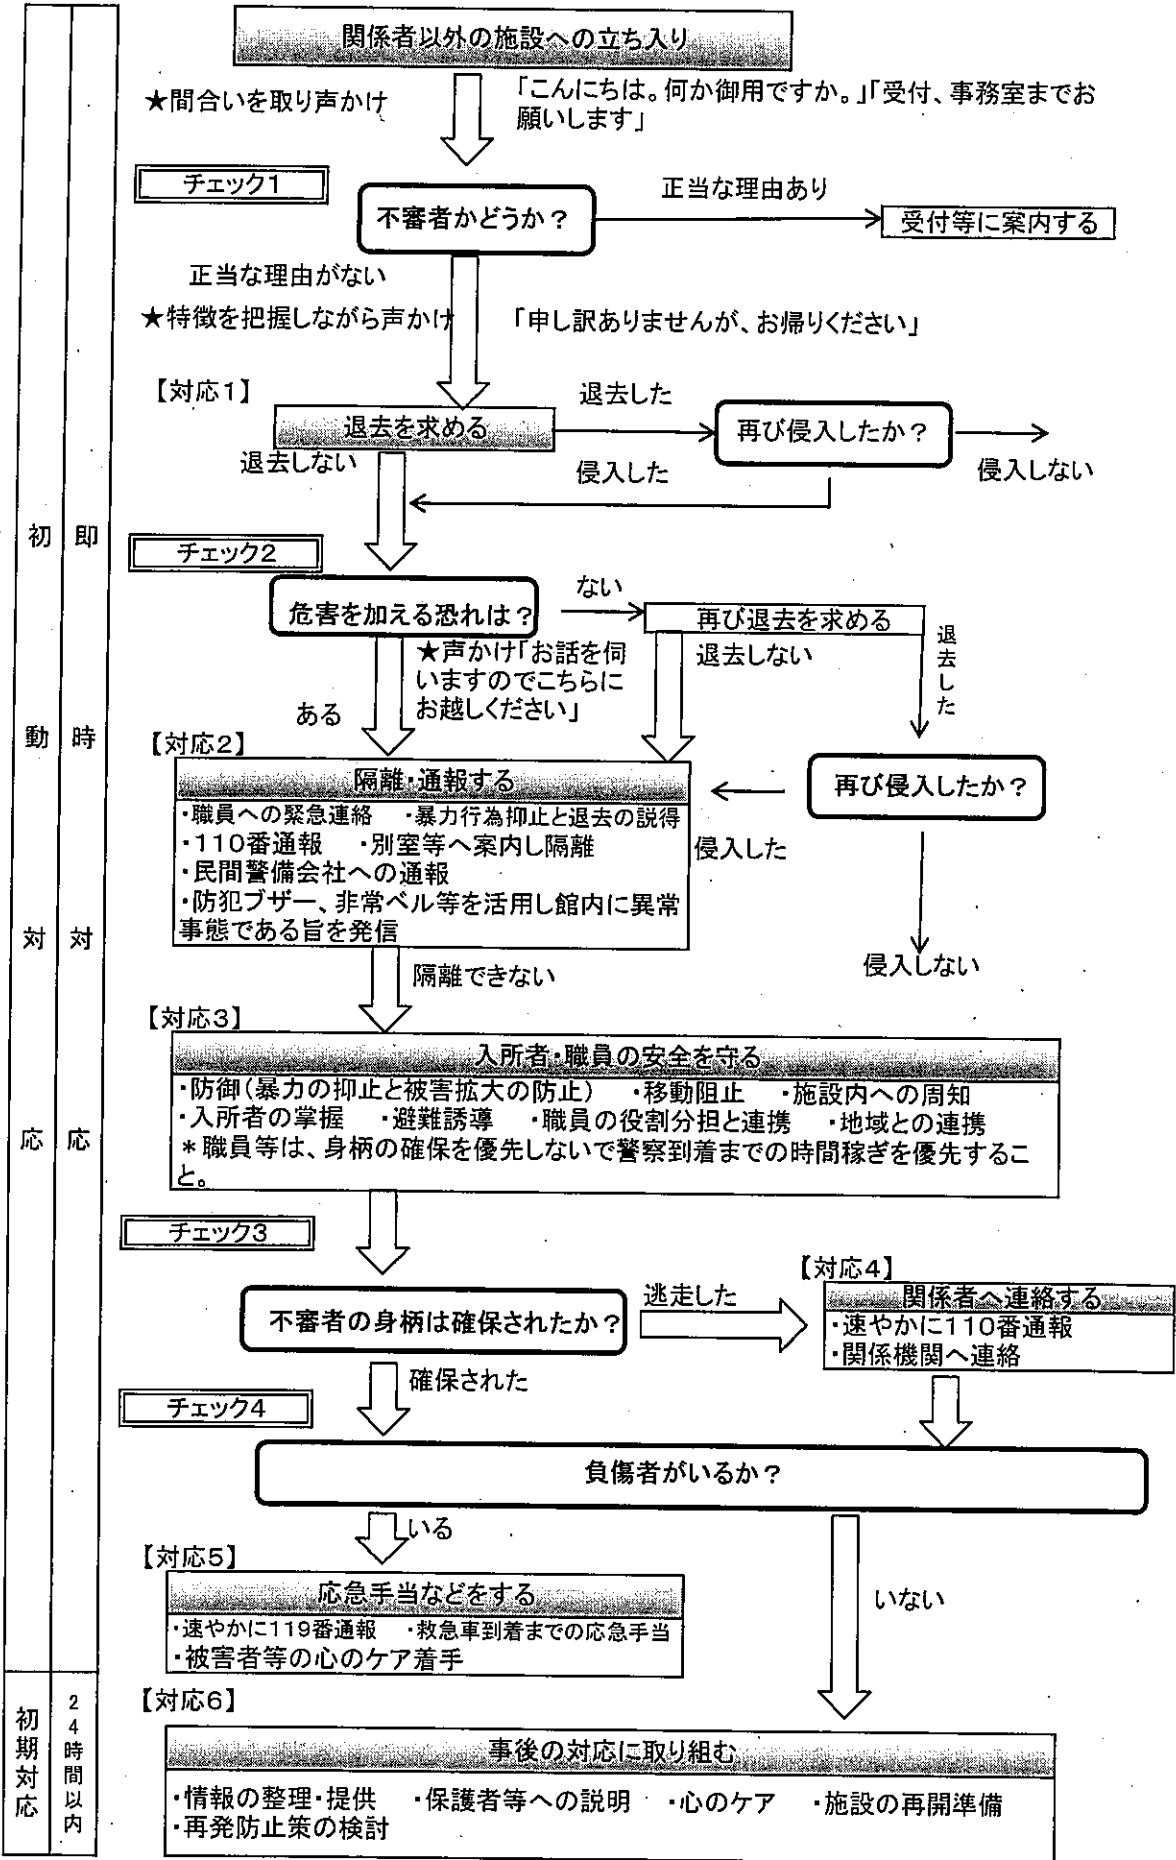 関係者以外の施設への立ち入り
★間合いを取り声かけ
「こんにちは。何か御用ですか。」「受付、事務室までお
願いします」
チェック1
不審者かどうか？
正当な理由あり
受付等に案内する
正当な理由がない
★特徴を把握しながら声かけ
「申し訳ありませんが、お帰りください」
【対応1】
退去を求める
退去した
再び侵入したか？
侵入しない
退去しない
侵入した
チェック2
危害を加える恐れは？
ない
再び退去を求める
退去しない
退去した
★声かけ「お話を伺
いますのでこちらに
お越しください」
ある
【対応2】
隔離・通報する
・職員への緊急連絡　・暴力行為抑止と退去の説得
・110番通報　・別室等へ案内し隔離
・民間警備会社への通報
・防犯ブザー、非常ベル等を活用し館内に異常
事態である旨を発信
再び侵入したか？
侵入した
侵入しない
隔離できない
【対応3】
入所者・職員の安全を守る
・防御（暴力の抑止と被害拡大の防止）　・移動阻止　・施設内への周知
・入所者の掌握　・避難誘導　・職員の役割分担と連携　・地域との連携
＊職員等は、身柄の確保を優先しないで警察到着までの時間稼ぎを優先するこ
と。
チェック3
不審者の身柄は確保されたか？
逃走した
【対応4】
関係者へ連絡する
・速やかに110番通報
・関係機関へ連絡
確保された
チェック4
負傷者がいるか？
いる
いない
【対応5】
応急手当などをする
・速やかに119番通報　・救急車到着までの応急手当
・被害者等の心のケア着手
【対応6】
事後の対応に取り組む
・情報の整理・提供　・保護者等への説明　・心のケア　・施設の再開準備
・再発防止策の検討
初動対応
即時対応
初期対応
24時間以内